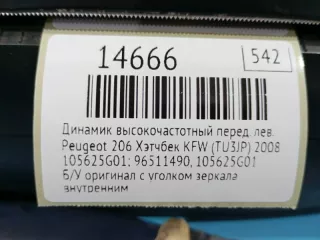 14666
542
Динамик высокочастотный перед. лев.
Peugeot 206 Хэтчбек KFW (TU3JP) 2008
105625G01; 96511490, 105625G01
Б/У оригинал с уголком зеркала
внутренним